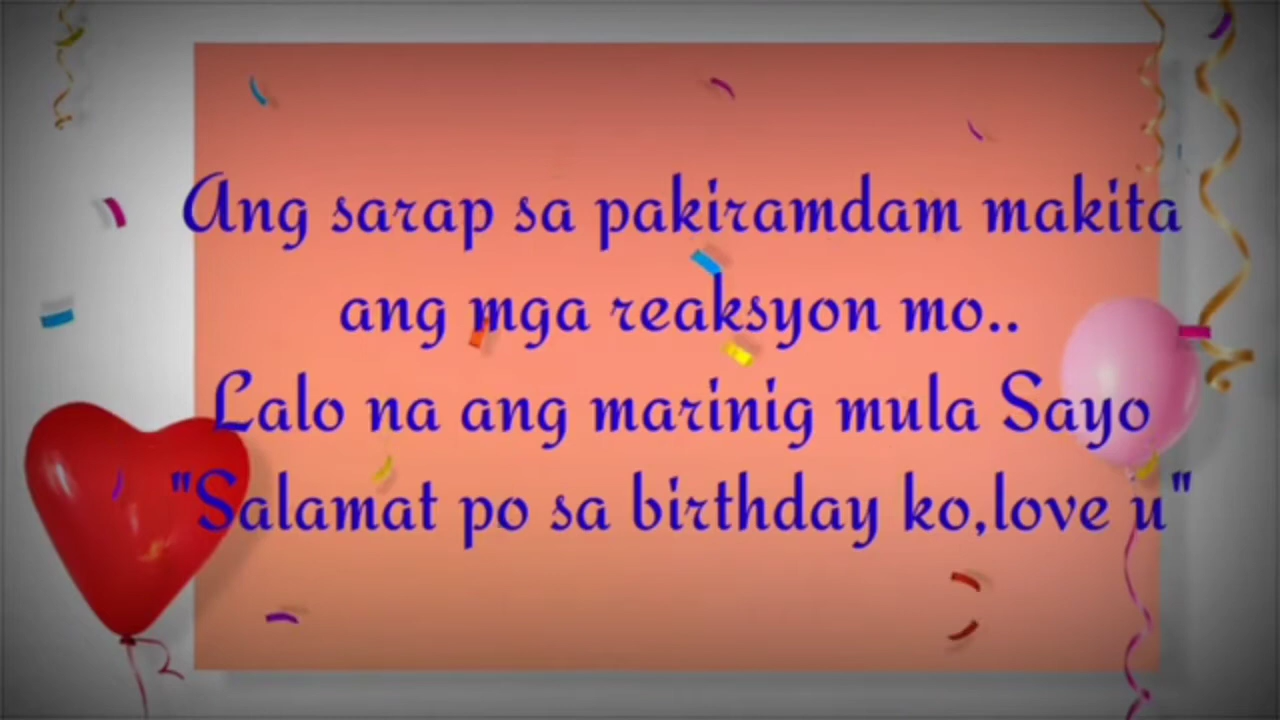 Ang sarap sa pakiramdam makita
ang mga reaksyon mo..
Lalo na ang marinig mula Sayo
"Salamat po sa birthday ko,love u"